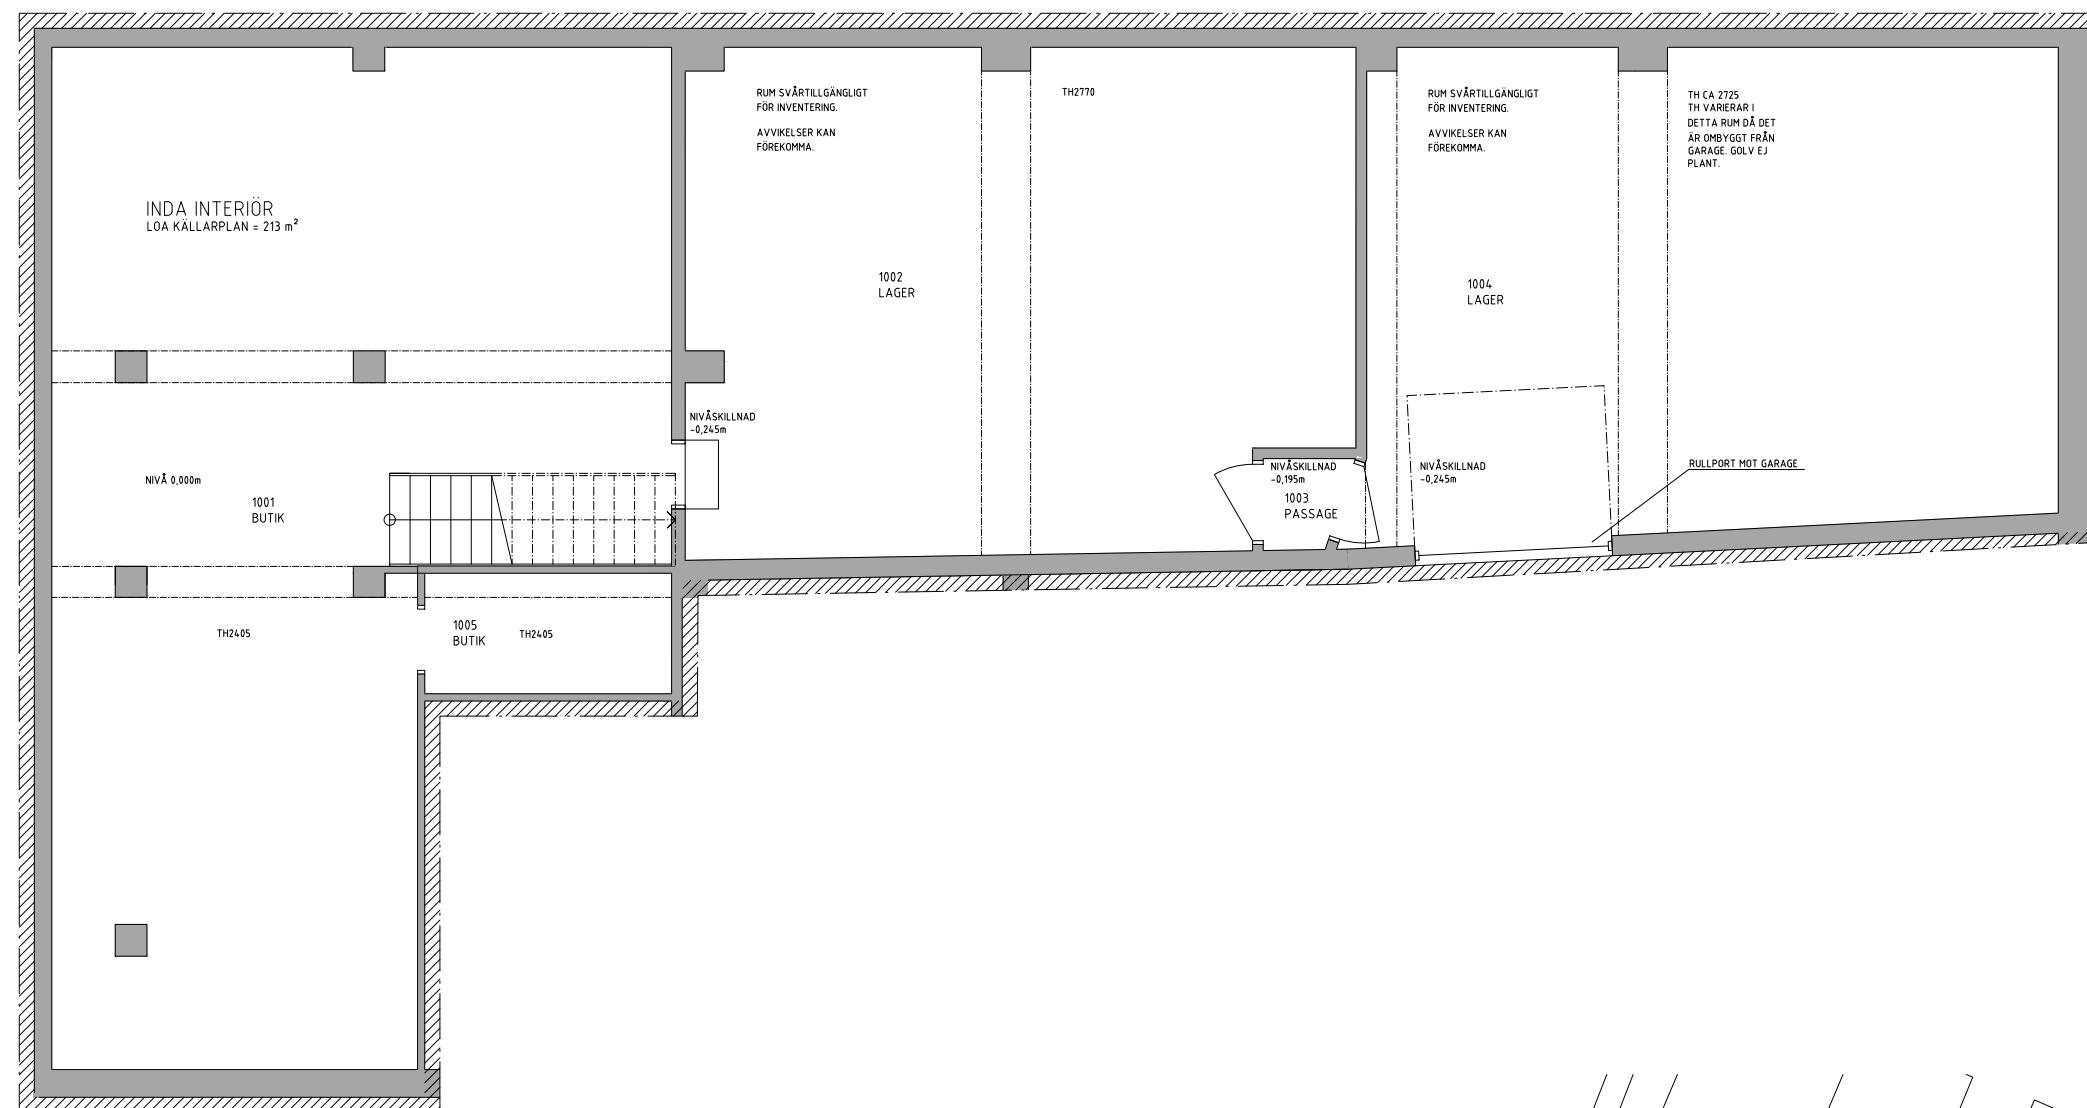 RUM SVÅRTILLGÄNGLIGT
FÖR INVENTERING.
AVVIKELSER KAN
FÖREKOMMA.
TH2770
RUM SVÅRTILLGÄNGLIGT
FÖR INVENTERING.
AVVIKELSER KAN
FÖREKOMMA.
TH CA 2725
TH VARIERAR I
DETTA RUM DÅ DET
ÄR OMBYGGT FRÅN
GARAGE. GOLV EJ
PLANT.
INDA INTERIÖR
LOA KÄLLARPLAN = 213 m²
1002
LAGER
1004
LAGER
NIVÅSKILLNAD
-0,245m
NIVÅ 0,000m
1001
BUTIK
NIVÅSKILLNAD
-0,195m
1003
PASSAGE
NIVÅSKILLNAD
-0,245m
RULLPORT MOT GARAGE
TH2405
1005
BUTIK
TH2405